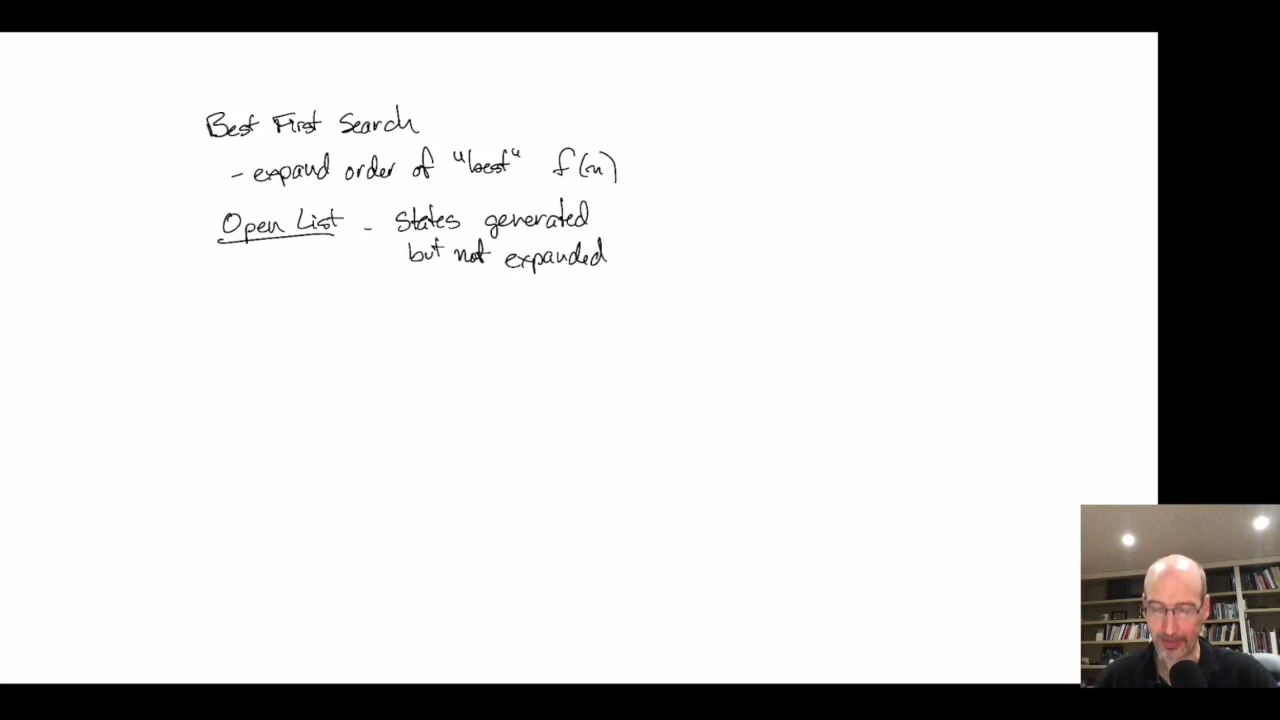 Best First Search
- expand order of "best" f(n)
Open List - States generated
but not expanded